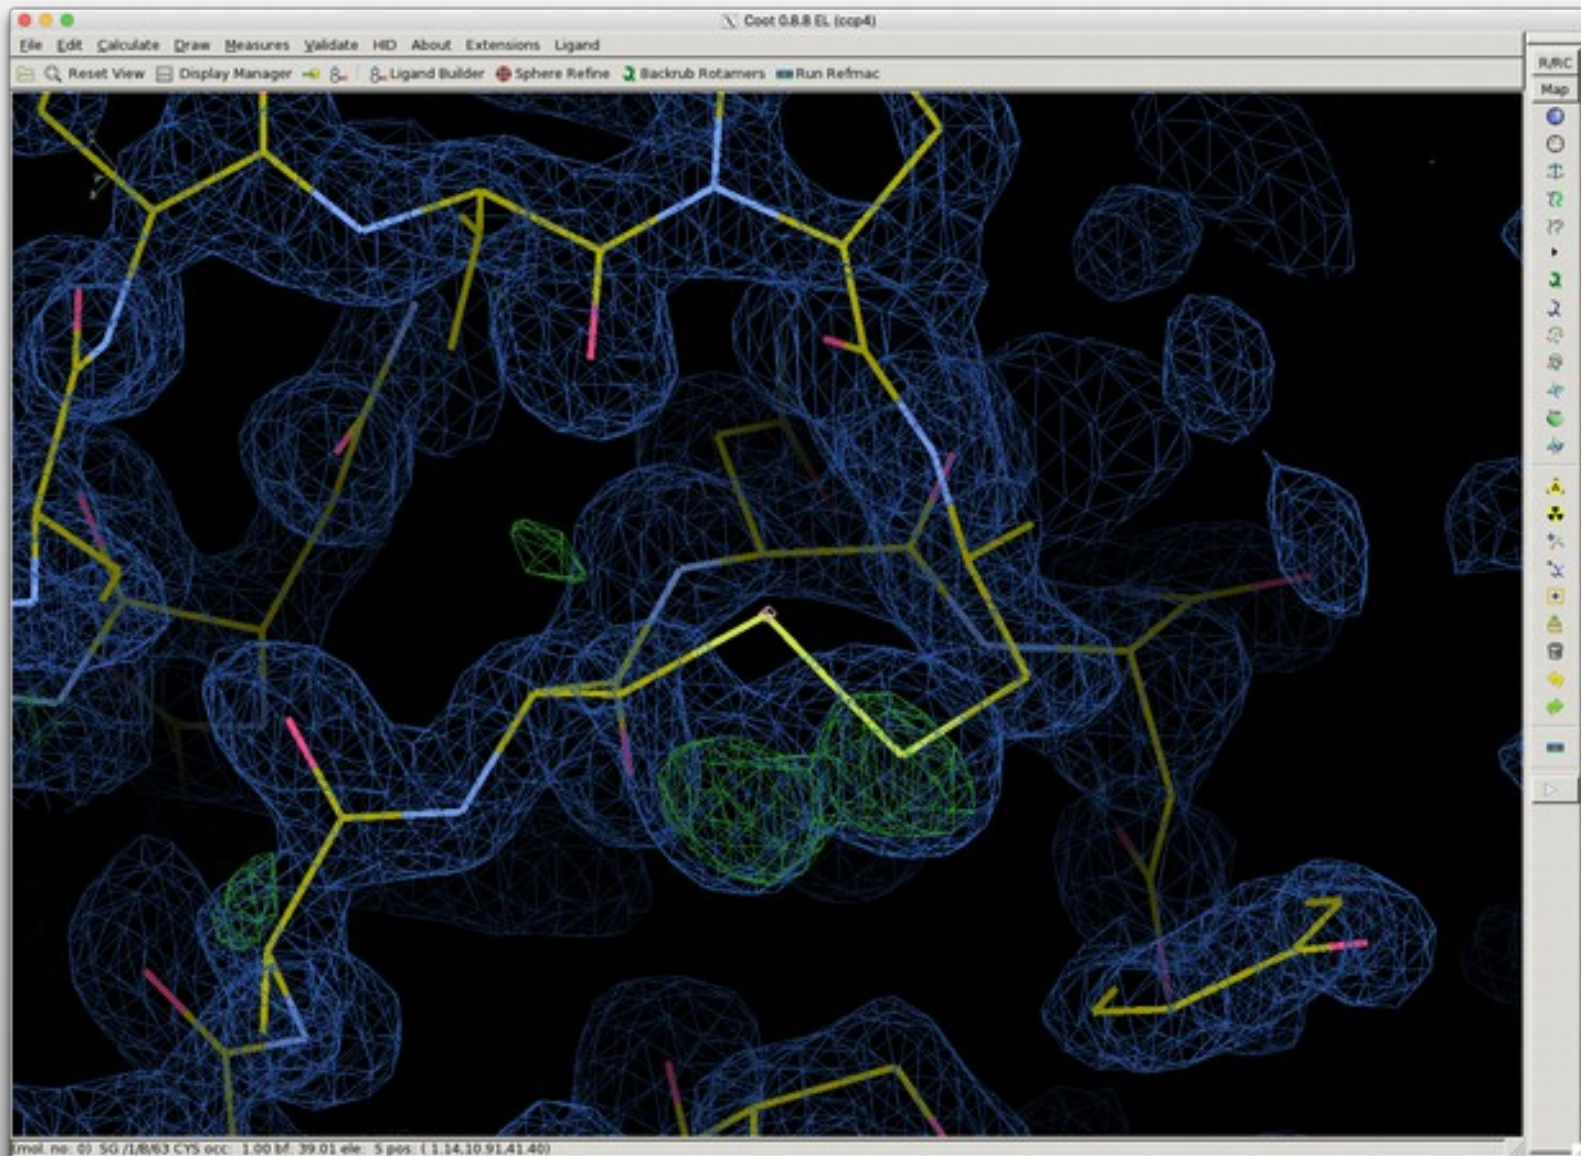 Coot 0.8.8 EL (ccp4)
File Edit Calculate Draw Measures Validate HID About Extensions Ligand
Reset View Display Manager Ligand Builder Sphere Refine Backrub Rotamers Run Refmac
R/RC
Map
(mol. no: 0) SG /1/B/63 CYS occ: 1.00 bf: 39.01 ele: S pos: ( 1.14,10.91,41.40)